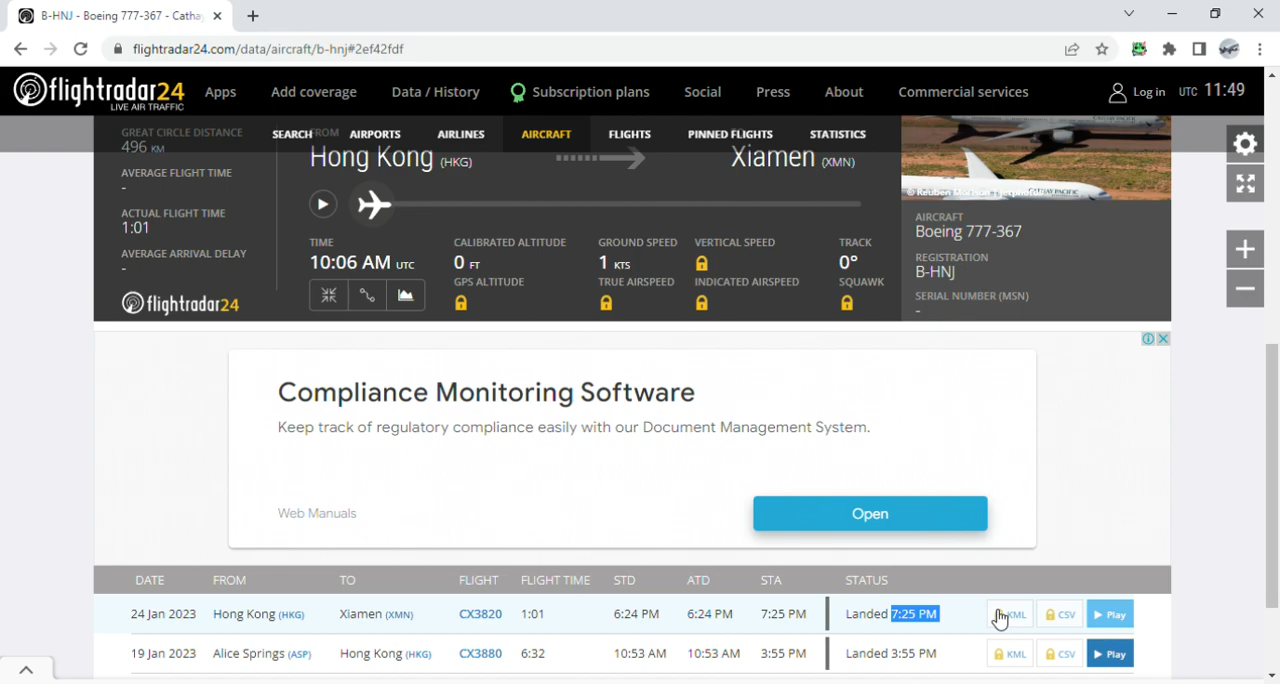 B-HNJ - Boeing 777-367 - Catha
flightradar24.com/data/aircraft/b-hnj#2ef42fdf
flightradar24
LIVE AIR TRAFFIC
Apps Add coverage Data / History Subscription plans Social Press About Commercial services Log in UTC 11:49
SEARCH AIRPORTS AIRLINES AIRCRAFT FLIGHTS PINNED FLIGHTS STATISTICS
GREAT CIRCLE DISTANCE
496 KM
AVERAGE FLIGHT TIME
-
ACTUAL FLIGHT TIME
1:01
AVERAGE ARRIVAL DELAY
-
flightradar24
FROM
Hong Kong (HKG) Xiamen (XMN)
TIME CALIBRATED ALTITUDE GROUND SPEED VERTICAL SPEED TRACK
10:06 AM UTC 0 FT 1 KTS 0°
GPS ALTITUDE TRUE AIRSPEED INDICATED AIRSPEED SQUAWK
AIRCRAFT
Boeing 777-367
REGISTRATION
B-HNJ
SERIAL NUMBER (MSN)
-
Compliance Monitoring Software
Keep track of regulatory compliance easily with our Document Management System.
Web Manuals Open
DATE FROM TO FLIGHT FLIGHT TIME STD ATD STA STATUS
24 Jan 2023 Hong Kong (HKG) Xiamen (XMN) CX3820 1:01 6:24 PM 6:24 PM 7:25 PM Landed 7:25 PM KML CSV Play
19 Jan 2023 Alice Springs (ASP) Hong Kong (HKG) CX3880 6:32 10:53 AM 10:53 AM 3:55 PM Landed 3:55 PM KML CSV Play